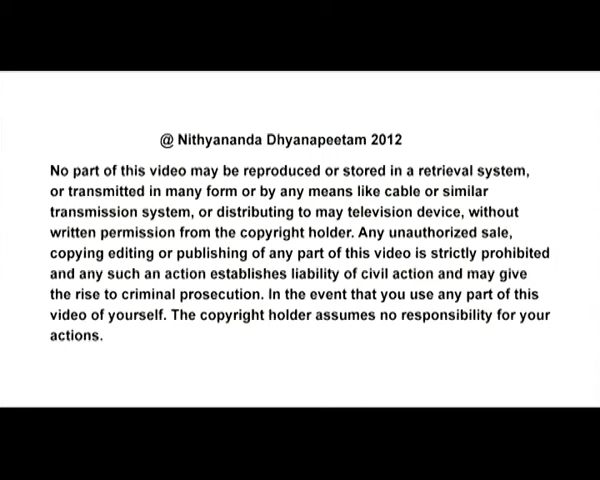 @ Nithyananda Dhyanapeetam 2012
No part of this video may be reproduced or stored in a retrieval system,
or transmitted in many form or by any means like cable or similar
transmission system, or distributing to may television device, without
written permission from the copyright holder. Any unauthorized sale,
copying editing or publishing of any part of this video is strictly prohibited
and any such an action establishes liability of civil action and may give
the rise to criminal prosecution. In the event that you use any part of this
video of yourself. The copyright holder assumes no responsibility for your
actions.